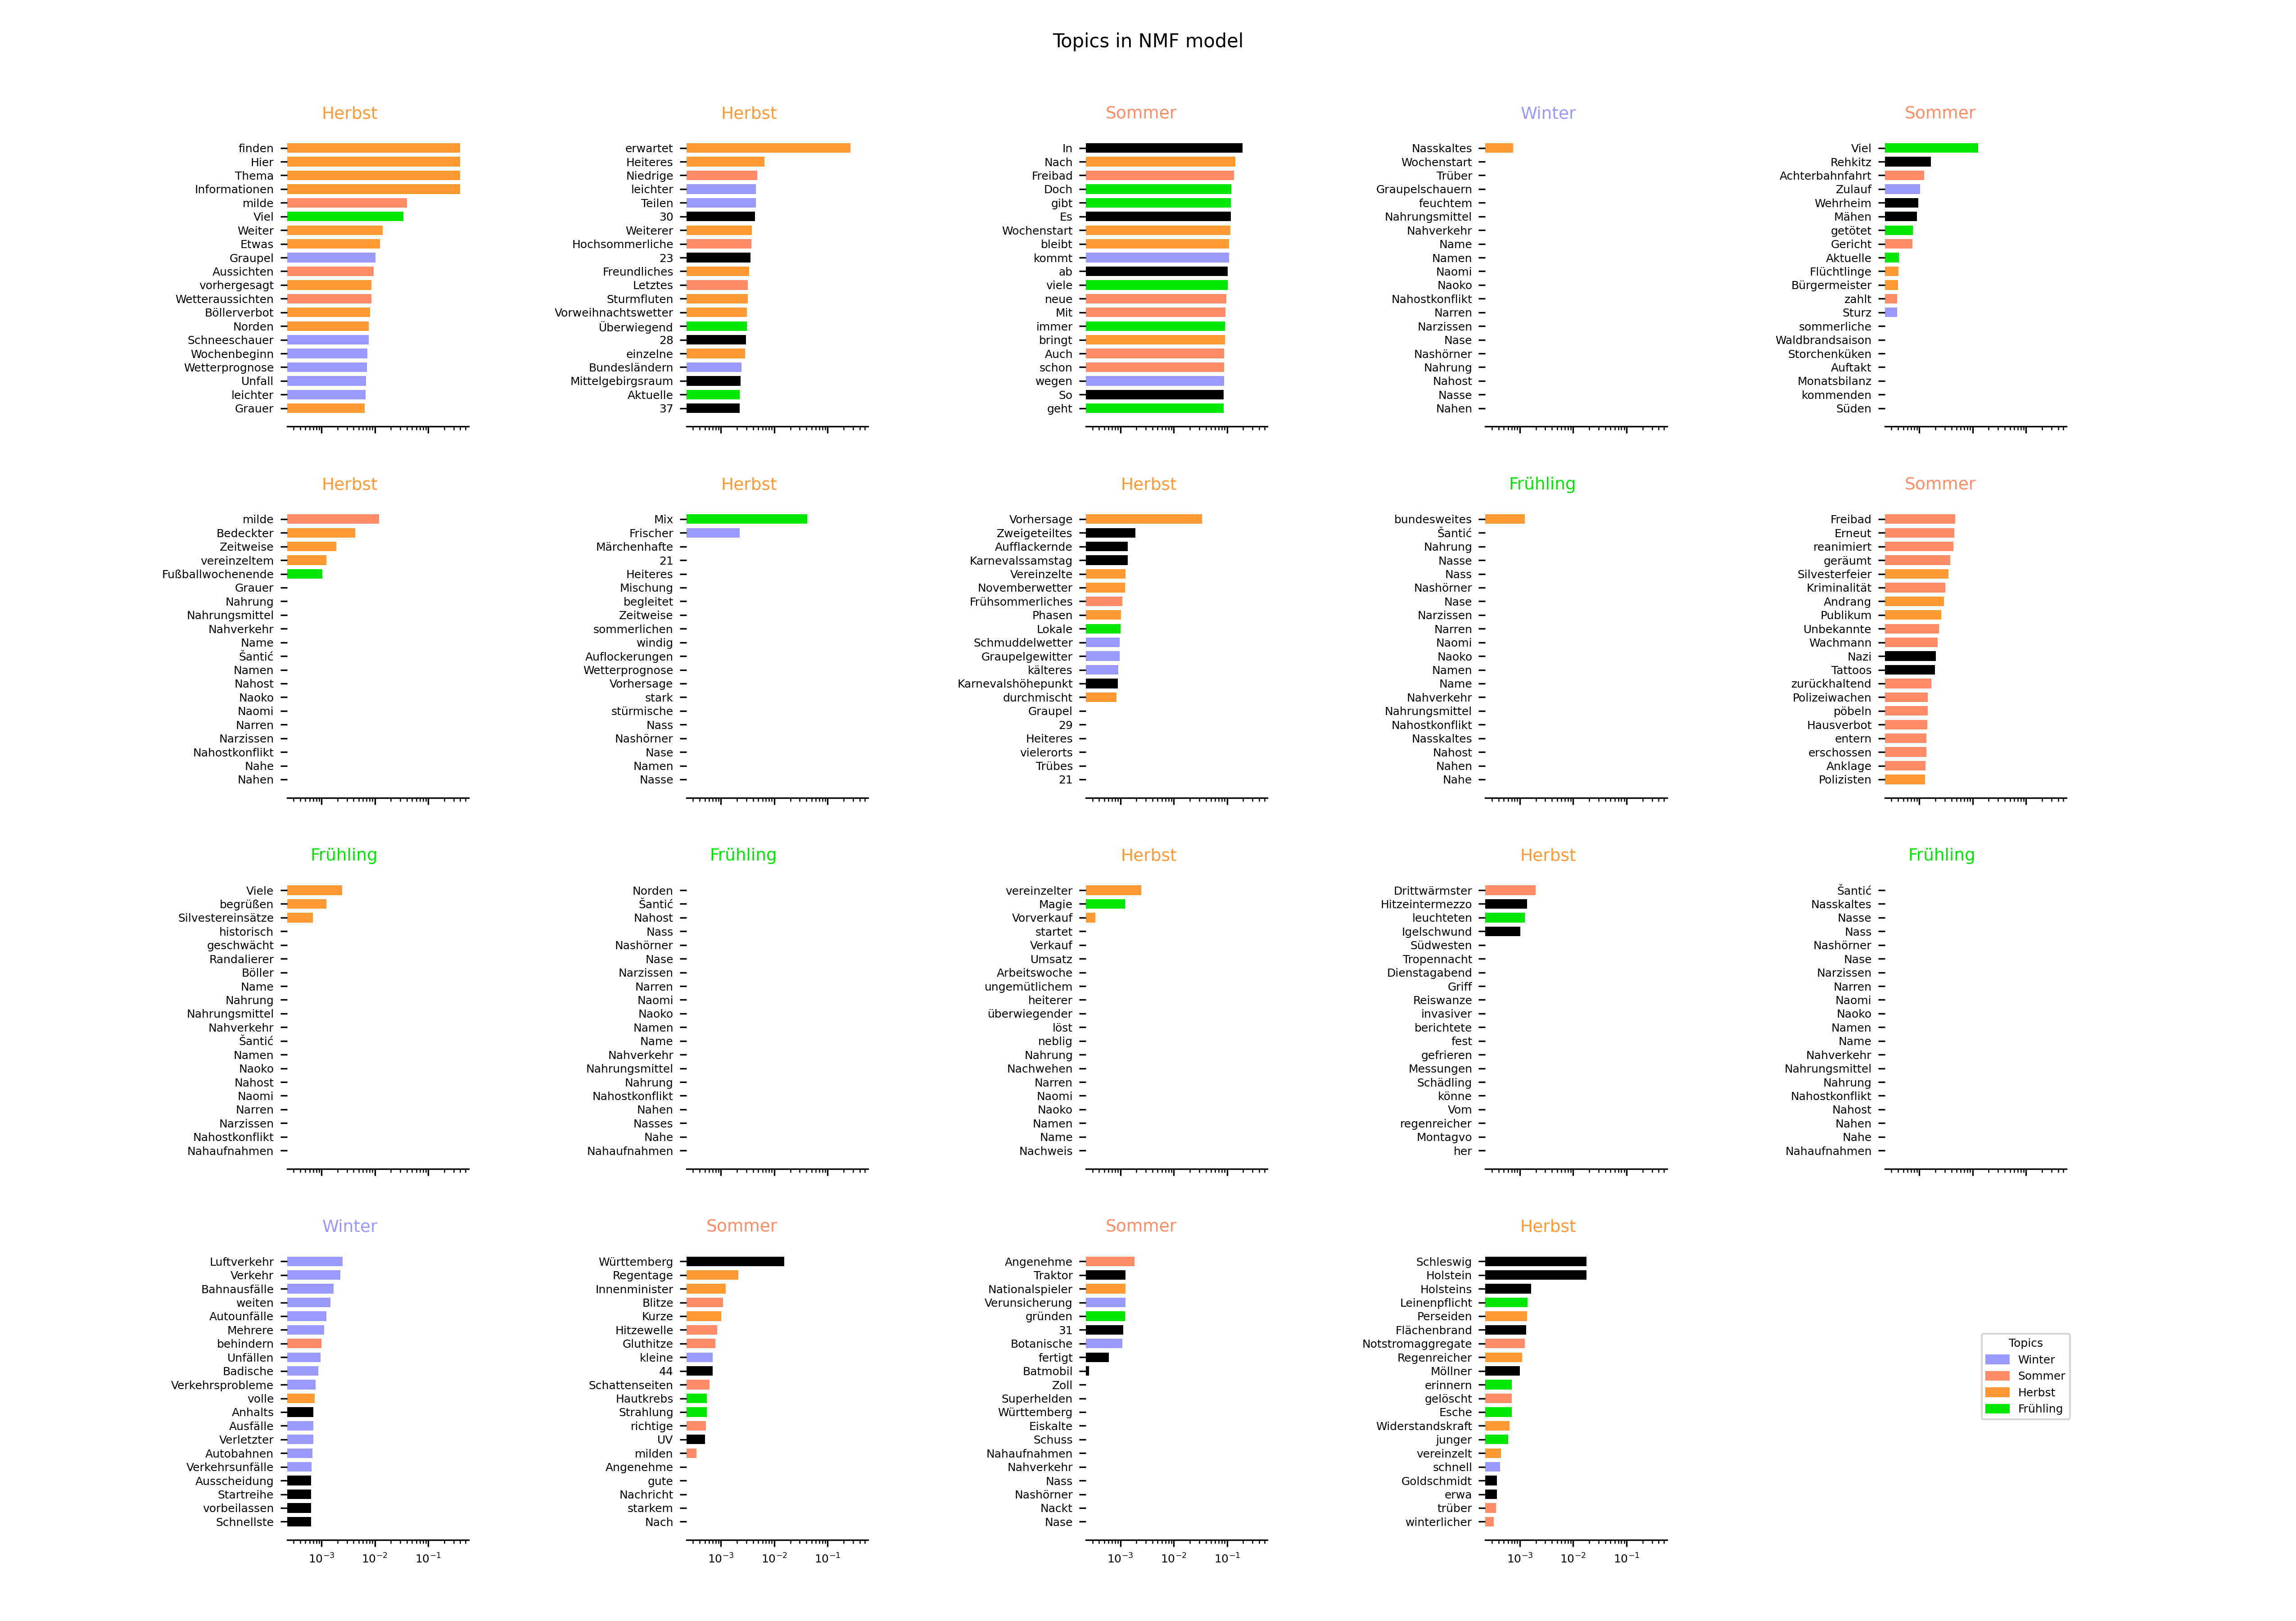 Topics in NMF model
Herbst
finden
Hier
Thema
Informationen
milde
Viel
Weiter
Etwas
Graupel
Aussichten
vorhergesagt
Wetteraussichten
Böllerverbot
Norden
Schneeschauer
Wochenbeginn
Wetterprognose
Unfall
leichter
Grauer
Herbst
erwartet
Heiteres
Niedrige
leichter
Teilen
30
Weiterer
Hochsommerliche
23
Freundliches
Letztes
Sturmfluten
Vorweihnachtswetter
Überwiegend
28
einzelne
Bundesländern
Mittelgebirgsraum
Aktuelle
37
Sommer
In
Nach
Freibad
Doch
gibt
Es
Wochenstart
bleibt
kommt
ab
viele
neue
Mit
immer
bringt
Auch
schon
wegen
So
geht
Winter
Nasskaltes
Wochenstart
Trüber
Graupelschauern
feuchtem
Nahrungsmittel
Nahverkehr
Name
Namen
Naomi
Naoko
Nahostkonflikt
Narren
Narzissen
Nase
Nashörner
Nahrung
Nahost
Nasse
Nahen
Sommer
Viel
Rehkitz
Achterbahnfahrt
Zulauf
Wehrheim
Mähen
getötet
Gericht
Aktuelle
Flüchtlinge
Bürgermeister
zahlt
Sturz
sommerliche
Waldbrandsaison
Storchenküken
Auftakt
Monatsbilanz
kommenden
Süden
Herbst
milde
Bedeckter
Zeitweise
vereinzeltem
Fußballwochenende
Grauer
Nahrung
Nahrungsmittel
Nahverkehr
Name
Šantić
Namen
Nahost
Naoko
Naomi
Narren
Narzissen
Nahostkonflikt
Nahe
Nahen
Herbst
Mix
Frischer
Märchenhafte
21
Heiteres
Mischung
begleitet
Zeitweise
sommerlichen
windig
Auflockerungen
Wetterprognose
Vorhersage
stark
stürmische
Nass
Nashörner
Nase
Namen
Nasse
Herbst
Vorhersage
Zweigeteiltes
Aufflackernde
Karnevalssamstag
Vereinzelte
Novemberwetter
Frühsommerliches
Phasen
Lokale
Schmuddelwetter
Graupelgewitter
kälteres
Karnevalshöhepunkt
durchmischt
Graupel
29
Heiteres
vielerorts
Trübes
21
Frühling
bundesweites
Šantić
Nahrung
Nasse
Nass
Nashörner
Nase
Narzissen
Narren
Naomi
Naoko
Namen
Name
Nahverkehr
Nahrungsmittel
Nahostkonflikt
Nasskaltes
Nahost
Nahen
Nahe
Sommer
Freibad
Erneut
reanimiert
geräumt
Silvesterfeier
Kriminalität
Andrang
Publikum
Unbekannte
Wachmann
Nazi
Tattoos
zurückhaltend
Polizeiwachen
pöbeln
Hausverbot
entern
erschossen
Anklage
Polizisten
Frühling
Viele
begrüßen
Silvestereinsätze
historisch
geschwächt
Randalierer
Böller
Name
Nahrung
Nahrungsmittel
Nahverkehr
Šantić
Namen
Naoko
Nahost
Naomi
Narren
Narzissen
Nahostkonflikt
Nahaufnahmen
Frühling
Norden
Šantić
Nahost
Nass
Nashörner
Nase
Narzissen
Narren
Naomi
Naoko
Namen
Name
Nahverkehr
Nahrungsmittel
Nahrung
Nahostkonflikt
Nahen
Nasses
Nahe
Nahaufnahmen
Herbst
vereinzelter
Magie
Vorverkauf
startet
Verkauf
Umsatz
Arbeitswoche
ungemütlichem
heiterer
überwiegender
löst
neblig
Nahrung
Nachwehen
Narren
Naomi
Naoko
Namen
Name
Nachweis
Herbst
Drittwärmster
Hitzeintermezzo
leuchteten
Igelschwund
Südwesten
Tropennacht
Dienstagabend
Griff
Reiswanze
invasiver
berichtete
fest
gefrieren
Messungen
Schädling
könne
Vom
regenreicher
Montagvo
her
Frühling
Šantić
Nasskaltes
Nasse
Nass
Nashörner
Nase
Narzissen
Narren
Naomi
Naoko
Namen
Name
Nahverkehr
Nahrungsmittel
Nahrung
Nahostkonflikt
Nahost
Nahen
Nahe
Nahaufnahmen
Winter
Luftverkehr
Verkehr
Bahnausfälle
weiten
Autounfälle
Mehrere
behindern
Unfällen
Badische
Verkehrsprobleme
volle
Anhalts
Ausfälle
Verletzter
Autobahnen
Verkehrsunfälle
Ausscheidung
Startreihe
vorbeilassen
Schnellste
10⁻³ 10⁻² 10⁻¹
Sommer
Württemberg
Regentage
Innenminister
Blitze
Kurze
Hitzewelle
Gluthitze
kleine
44
Schattenseiten
Hautkrebs
Strahlung
richtige
UV
milden
Angenehme
gute
Nachricht
starkem
Nach
10⁻³ 10⁻² 10⁻¹
Sommer
Angenehme
Traktor
Nationalspieler
Verunsicherung
gründen
31
Botanische
fertigt
Batmobil
Zoll
Superhelden
Württemberg
Eiskalte
Schuss
Nahaufnahmen
Nahverkehr
Nass
Nashörner
Nackt
Nase
10⁻³ 10⁻² 10⁻¹
Herbst
Schleswig
Holstein
Holsteins
Leinenpflicht
Perseiden
Flächenbrand
Notstromaggregate
Regenreicher
Möllner
erinnern
gelöscht
Esche
Widerstandskraft
junger
vereinzelt
schnell
Goldschmidt
erwa
trüber
winterlicher
10⁻³ 10⁻² 10⁻¹
Topics
Winter
Sommer
Herbst
Frühling